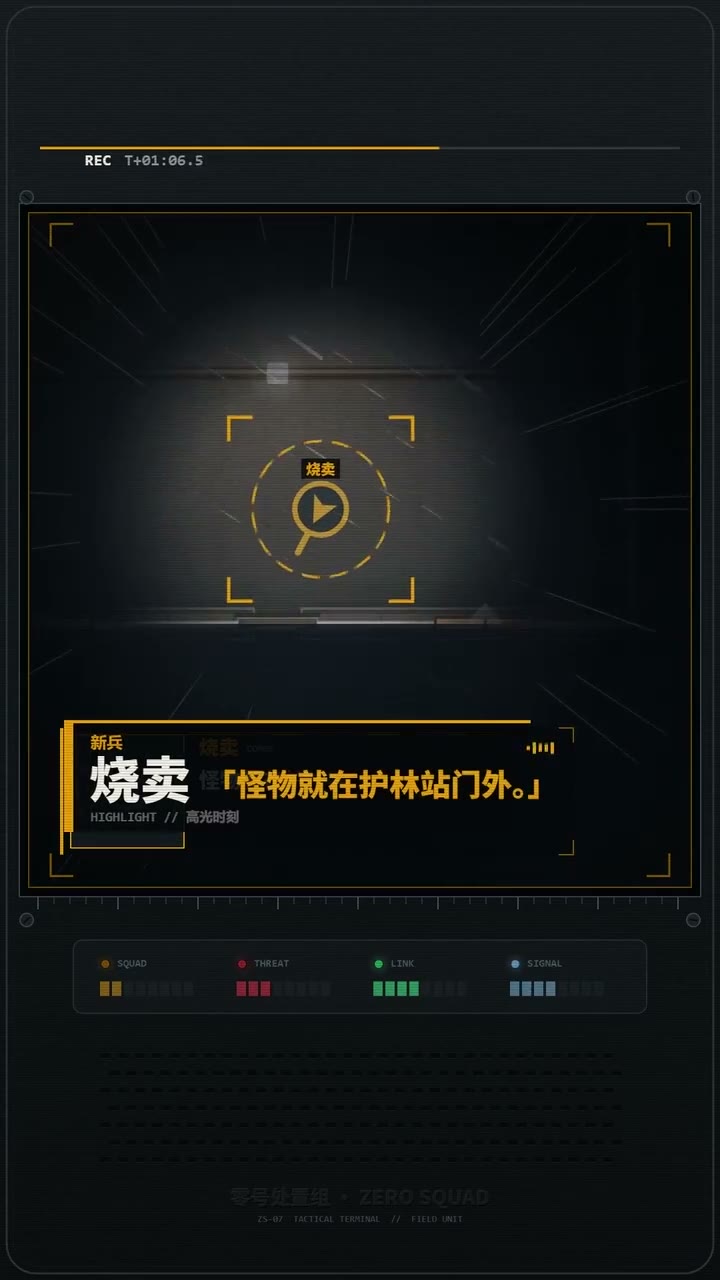 REC T+01:06.5
烧卖
新兵
烧卖
烧卖「怪物就在护林站门外。」
HIGHLIGHT // 高光时刻
SQUAD THREAT LINK SIGNAL
零号处置组 · ZERO SQUAD
ZS-07 TACTICAL TERMINAL // FIELD UNIT